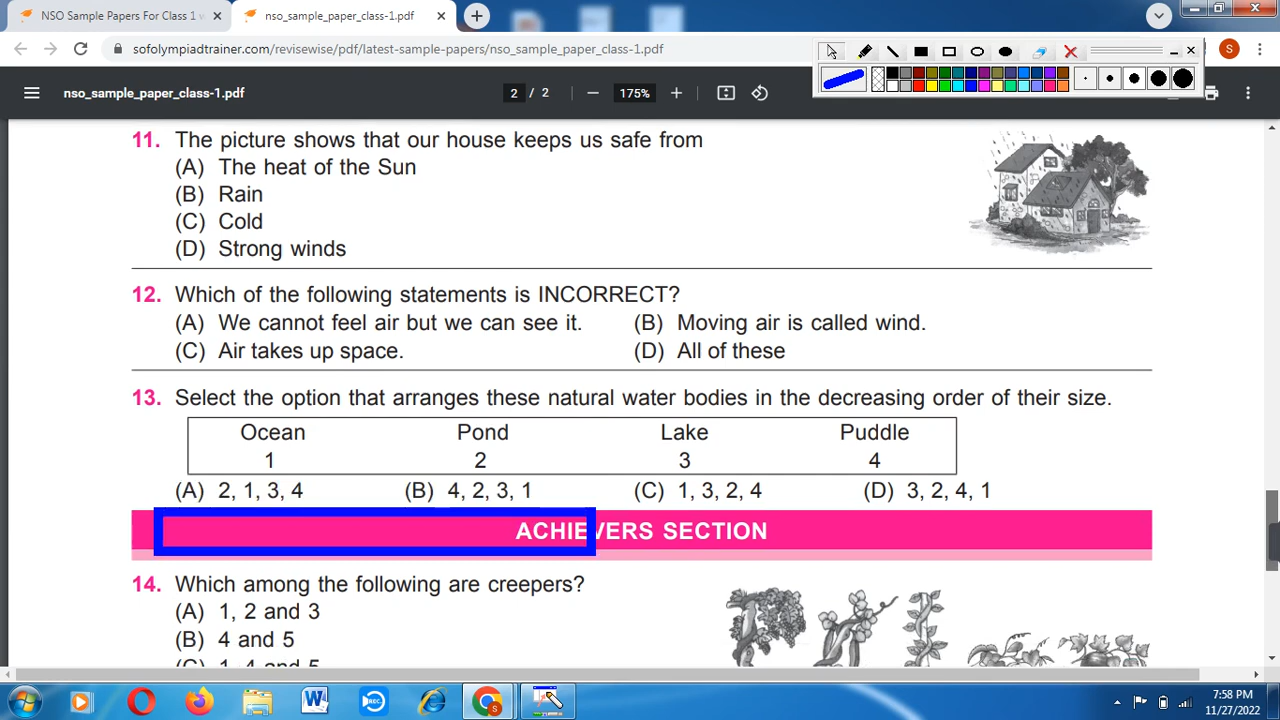 NSO Sample Papers For Class 1 w
nso_sample_paper_class-1.pdf
sofolympiadtrainer.com/revisewise/pdf/latest-sample-papers/nso_sample_paper_class-1.pdf
S
nso_sample_paper_class-1.pdf
2 / 2
175%
11. The picture shows that our house keeps us safe from
(A) The heat of the Sun
(B) Rain
(C) Cold
(D) Strong winds
12. Which of the following statements is INCORRECT?
(A) We cannot feel air but we can see it. (B) Moving air is called wind.
(C) Air takes up space. (D) All of these
13. Select the option that arranges these natural water bodies in the decreasing order of their size.
Ocean Pond Lake Puddle
1 2 3 4
(A) 2, 1, 3, 4 (B) 4, 2, 3, 1 (C) 1, 3, 2, 4 (D) 3, 2, 4, 1
ACHIEVERS SECTION
14. Which among the following are creepers?
(A) 1, 2 and 3
(B) 4 and 5
(C) 1, 4 and 5
REC
7:58 PM
11/27/2022